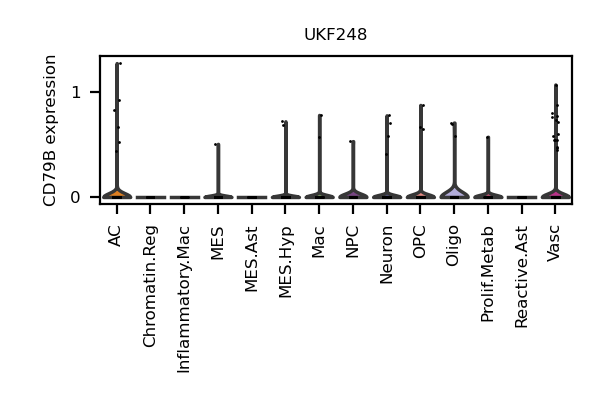 UKF248
CD79B expression
1
0
AC
Chromatin.Reg
Inflammatory.Mac
MES
MES.Ast
MES.Hyp
Mac
NPC
Neuron
OPC
Oligo
Prolif.Metab
Reactive.Ast
Vasc